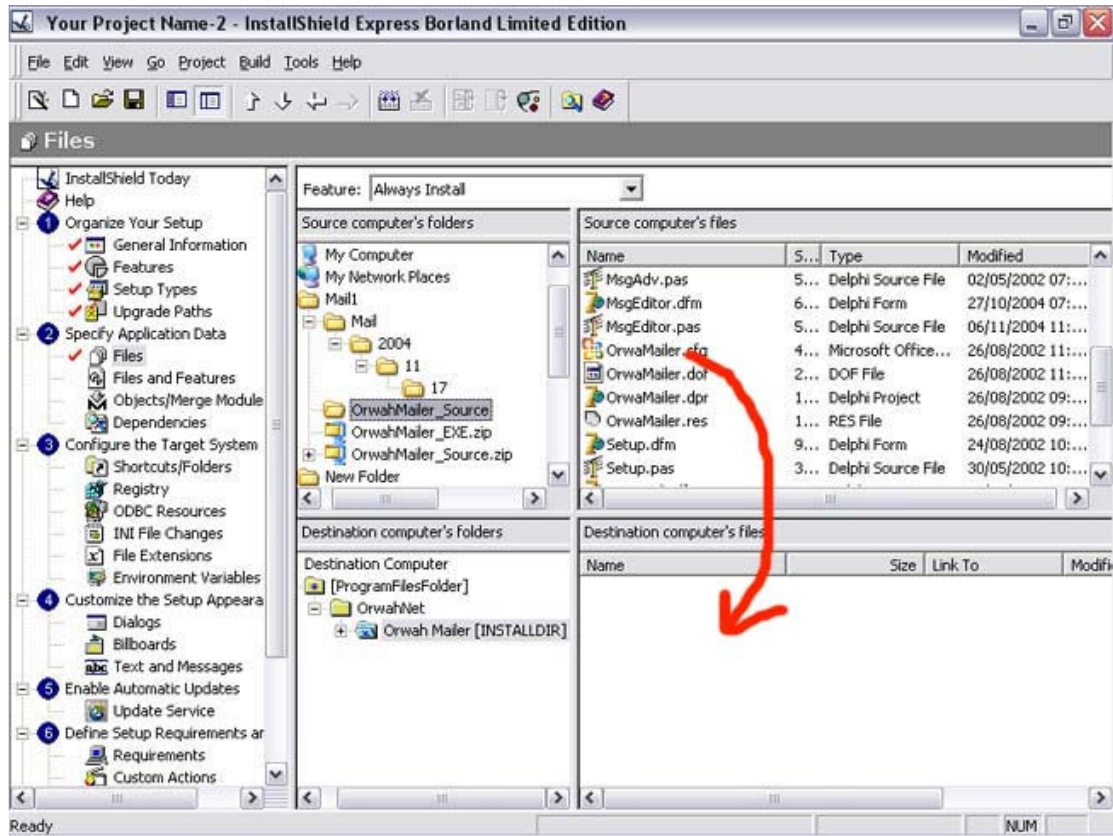 Your Project Name-2 - InstallShield Express Borland Limited Edition
File Edit View Go Project Build Tools Help
Files
InstallShield Today
Help
1 Organize Your Setup
General Information
Features
Setup Types
Upgrade Paths
2 Specify Application Data
Files
Files and Features
Objects/Merge Module
Dependencies
3 Configure the Target System
Shortcuts/Folders
Registry
ODBC Resources
INI File Changes
File Extensions
Environment Variables
4 Customize the Setup Appeara
Dialogs
Billboards
Text and Messages
5 Enable Automatic Updates
Update Service
6 Define Setup Requirements ar
Requirements
Custom Actions
Feature: Always Install
Source computer's folders
My Computer
My Network Places
Mail1
Mail
2004
11
17
OrwahMailer_Source
OrwahMailer_EXE.zip
OrwahMailer_Source.zip
New Folder
Source computer's files
Name S... Type Modified
MsgAdv.pas 5... Delphi Source File 02/05/2002 07:...
MsgEditor.dfm 6... Delphi Form 27/10/2004 07:...
MsgEditor.pas 5... Delphi Source File 06/11/2004 11:...
OrwaMailer.cfg 4... Microsoft Office... 26/08/2002 11:...
OrwaMailer.dof 2... DOF File 26/08/2002 11:...
OrwaMailer.dpr 1... Delphi Project 26/08/2002 09:...
OrwaMailer.res 1... RES File 26/08/2002 09:...
Setup.dfm 9... Delphi Form 24/08/2002 10:...
Setup.pas 3... Delphi Source File 30/05/2002 10:...
Destination computer's folders
Destination Computer
[ProgramFilesFolder]
OrwahNet
Orwah Mailer [INSTALLDIR]
Destination computer's files
Name Size Link To Modifi
Ready NUM